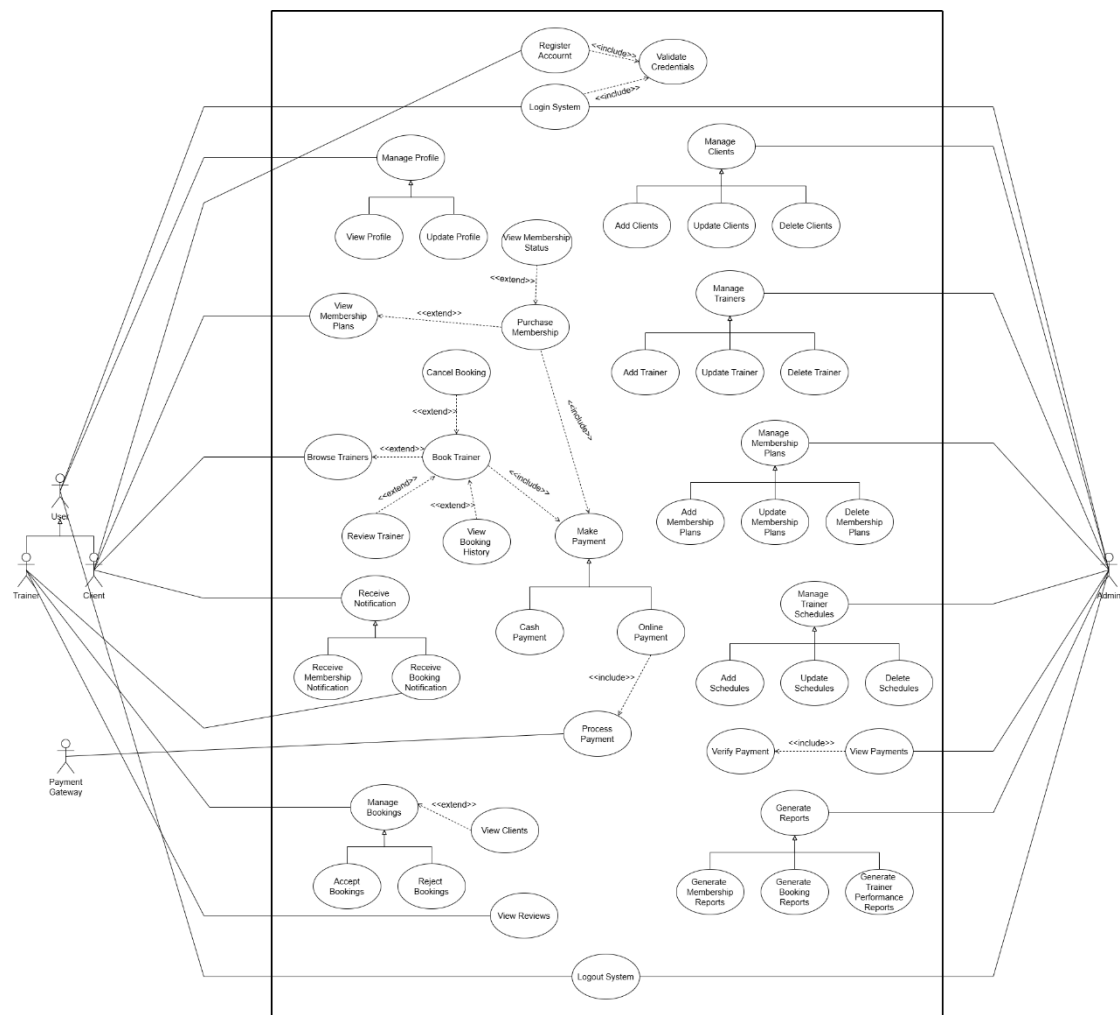 Register
Account
<<include>>
Validate
Credentials
Login System
<<include>>
Manage Profile
Manage
Clients
View Profile
Update Profile
View Membership
Status
Add Clients
Update Clients
Delete Clients
<<extend>>
Manage
Trainers
View
Membership
Plans
<<extend>>
Purchase
Membership
Cancel Booking
Add Trainer
Update Trainer
Delete Trainer
<<extend>>
<<include>>
Manage
Membership
Plans
Browse Trainers
<<extend>>
Book Trainer
<<include>>
<<extend>>
<<extend>>
User
Review Trainer
View
Booking
History
Make
Payment
Add
Membership
Plans
Update
Membership Plans
Delete
Membership Plans
Trainer
Client
Admin
Receive
Notification
Manage
Trainer
Schedules
Cash
Payment
Online
Payment
Receive
Membership
Notification
Receive
Booking
Notification
<<include>>
Add
Schedules
Update
Schedules
Delete
Schedules
Process
Payment
Verify Payment
<<include>>
View Payments
Payment
Gateway
Manage
Bookings
<<extend>>
View Clients
Generate
Reports
Accept
Bookings
Reject
Bookings
Generate
Membership
Reports
Generate
Booking
Reports
Generate
Trainer
Performance
Reports
View Reviews
Logout System